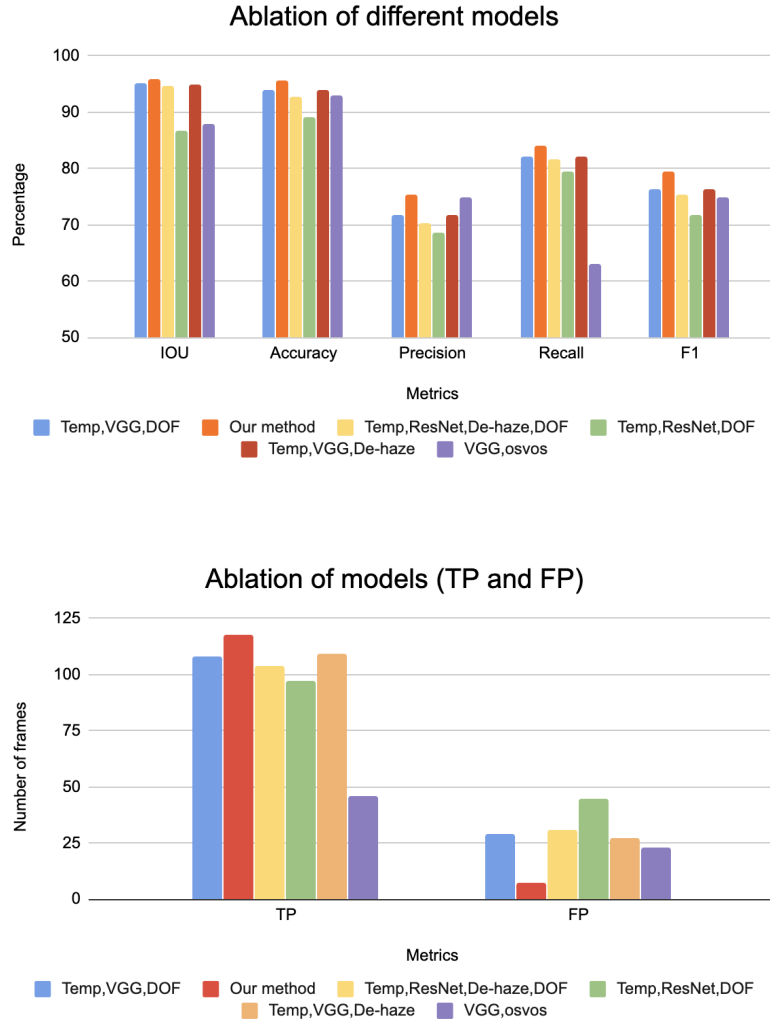 Ablation of different models
100
90
80
70
60
50
Percentage
IOU Accuracy Precision Recall F1
Metrics
Temp,VGG,DOF Our method Temp,ResNet,De-haze,DOF Temp,ResNet,DOF
Temp,VGG,De-haze VGG,osvos
Ablation of models (TP and FP)
125
100
75
50
25
0
Number of frames
TP FP
Metrics
Temp,VGG,DOF Our method Temp,ResNet,De-haze,DOF Temp,ResNet,DOF
Temp,VGG,De-haze VGG,osvos